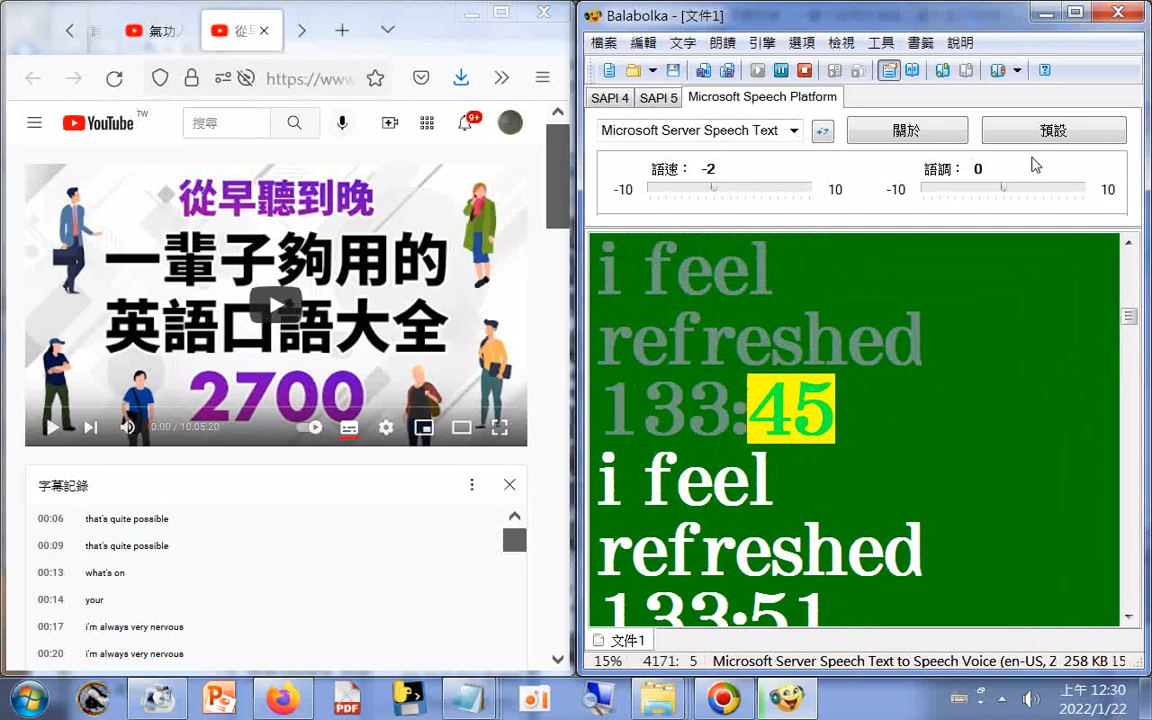 氣功
從
https://www
YouTube TW
搜尋
9+
從早聽到晚
一輩子夠用的
英語口語大全
2700
0:00 / 10:05:20
字幕記錄
00:06 that's quite possible
00:09 that's quite possible
00:13 what's on
00:14 your
00:17 i'm always very nervous
00:20 i'm always very nervous
Balabolka - [文件1]
檔案 編輯 文字 朗讀 引擎 選項 檢視 工具 書籤 說明
SAPI 4 SAPI 5 Microsoft Speech Platform
Microsoft Server Speech Text 關於 預設
語速： -2 語調： 0
-10 10 -10 10
i feel
refreshed
133:45
i feel
refreshed
133:51
文件1
15% 4171: 5 Microsoft Server Speech Text to Speech Voice (en-US, Z 258 KB
PDF
上午 12:30
2022/1/22